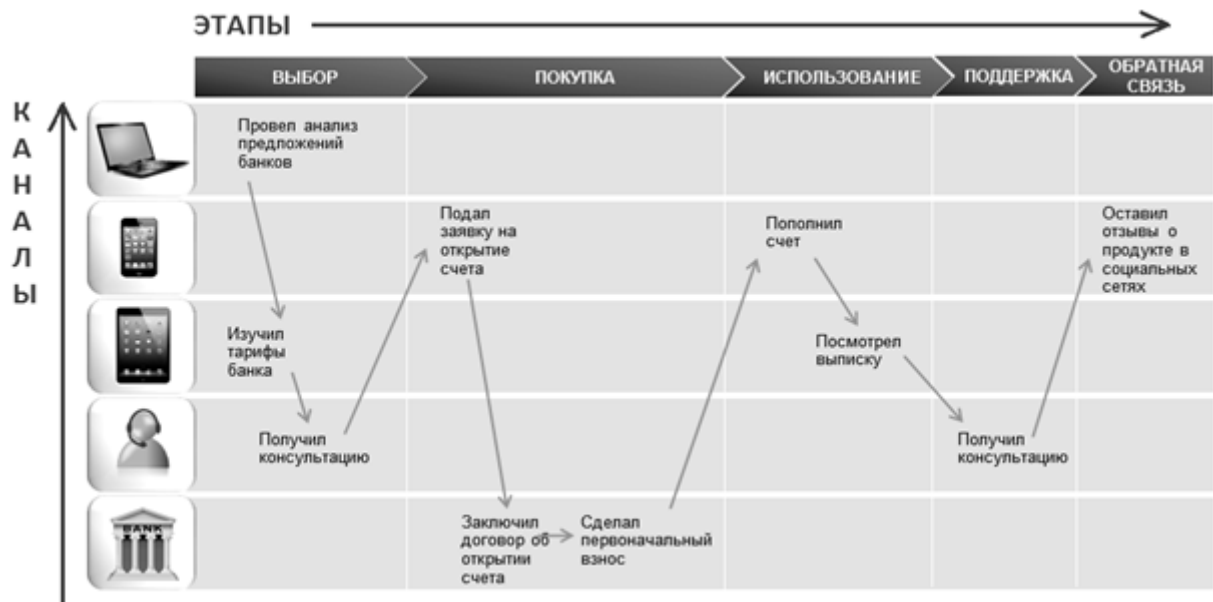 ЭТАПЫ
ВЫБОР
ПОКУПКА
ИСПОЛЬЗОВАНИЕ
ПОДДЕРЖКА
ОБРАТНАЯ
СВЯЗЬ
КАНАЛЫ
Провел анализ
предложений
банков
Подал
заявку на
открытие
счета
Пополнил
счет
Оставил
отзывы о
продукте в
социальных
сетях
Изучил
тарифы
банка
Посмотрел
выписку
Получил
консультацию
Получил
консультацию
BANK
Заключил
договор об
открытии
счета
Сделал
первоначальный
взнос